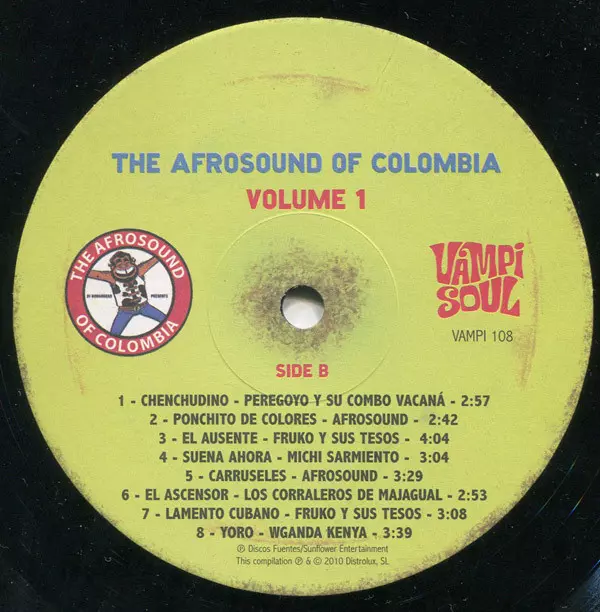 THE AFROSOUND OF COLOMBIA
VOLUME 1
THE AFROSOUND
OF COLOMBIA
VAMPI
SOUL
VAMPI 108
SIDE B
1 - CHENCHUDINO - PEREGOYO Y SU COMBO VACANÁ - 2:57
2 - PONCHITO DE COLORES - AFROSOUND - 2:42
3 - EL AUSENTE - FRUKO Y SUS TESOS - 4:04
4 - SUENA AHORA - MICHI SARMIENTO - 3:04
5 - CARRUSELES - AFROSOUND - 3:29
6 - EL ASCENSOR - LOS CORRALEROS DE MAJAGUAL - 2:53
7 - LAMENTO CUBANO - FRUKO Y SUS TESOS - 3:08
8 - YORO - WGANDA KENYA - 3:39
℗ Discos Fuentes/Sunflower Entertainment
This compilation ℗ & © 2010 Distrolux, SL